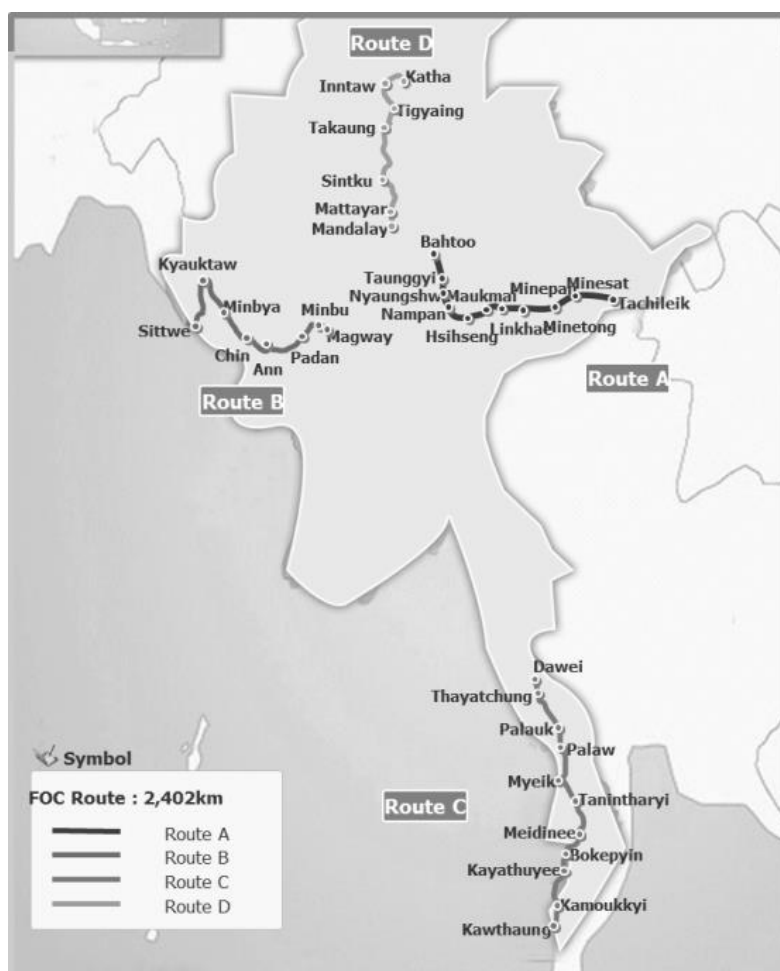 Route D
Katha
Inntaw
Tigyaing
Takaung
Sintku
Mattayar
Mandalay
Bahtoo
Kyauktaw
Taunggyi
Minepan
Minesat
Nyaungshw
Maukmai
Minbya
Minbu
Tachileik
Sittwe
Nampan
Magway
Hsihseng
Linkhae
Minetong
Chin
Padan
Ann
Route A
Route B
Dawei
Thayatchung
Palauk
Palaw
Symbol
Myeik
FOC Route : 2,402km
Route C
Tanintharyi
Route A
Meidinee
Route B
Bokepyin
Route C
Kayathuyee
Route D
Kamoukkyi
Kawthaung